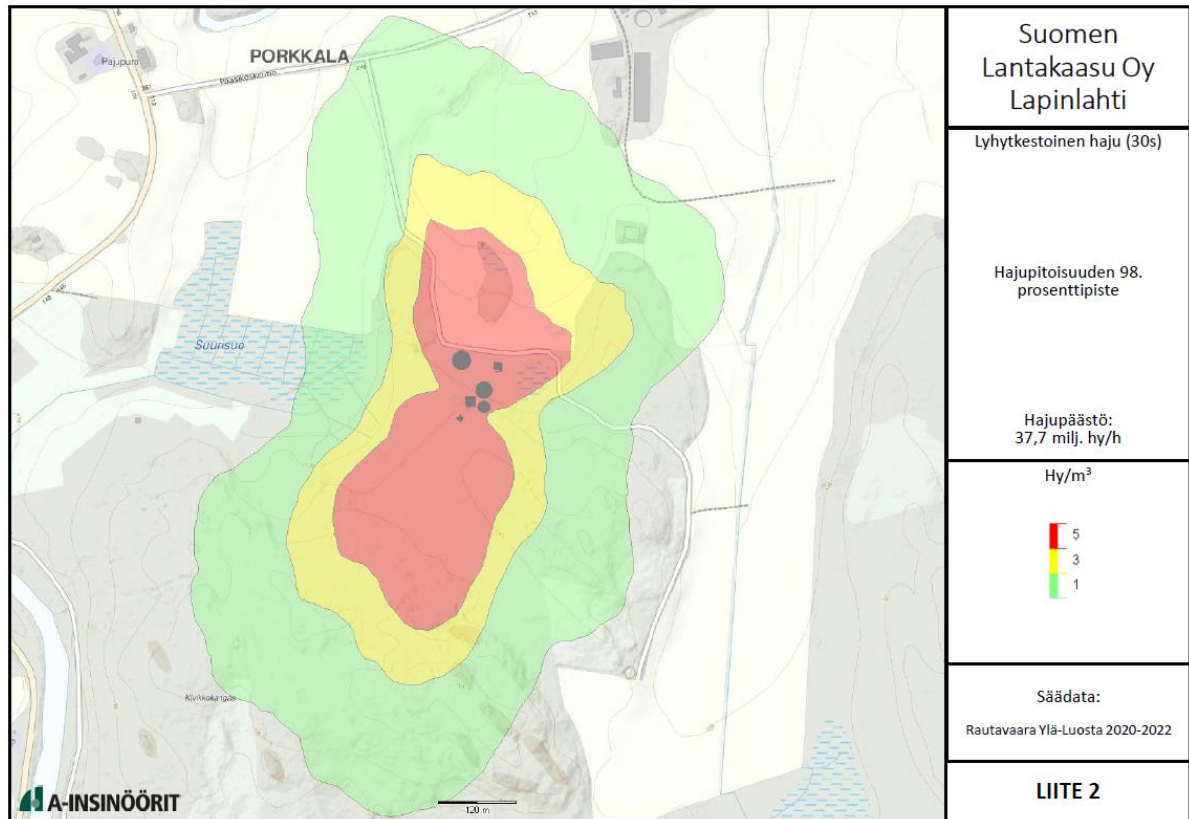 PORKKALA
Pajupuro
Suurisuo
Kivikkokangas
120 m
A-INSINÖÖRIT
Suomen
Lantakaasu Oy
Lapinlahti
Lyhytkestoinen haju (30s)
Hajupitoisuuden 98.
prosenttipiste
Hajupäästö:
37,7 milj. hy/h
Hy/m³
5
3
1
Säädata:
Rautavaara Ylä-Luosta 2020-2022
LIITE 2